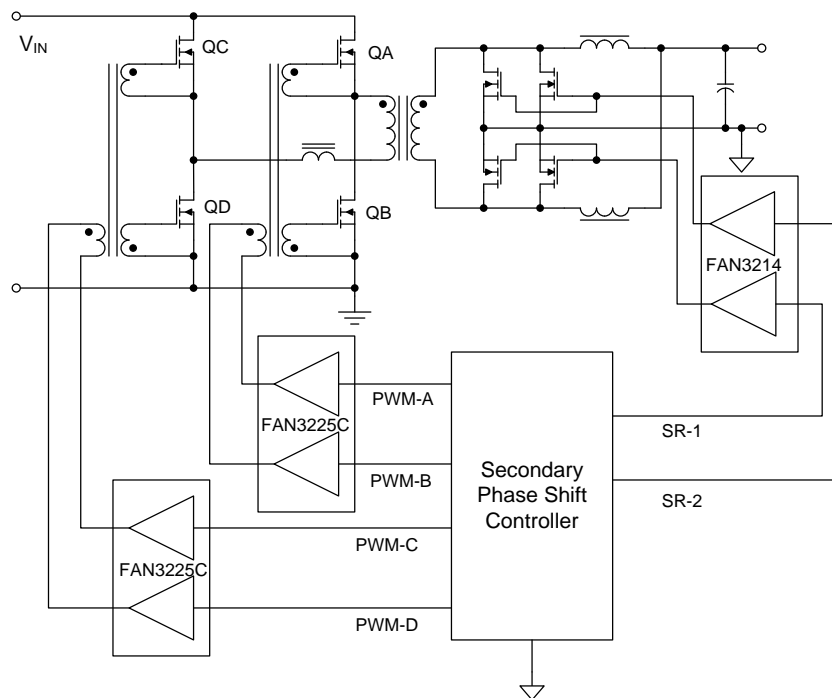 VIN
QC
QA
QD
QB
FAN3214
PWM-A
FAN3225C
PWM-B
SR-1
Secondary
Phase Shift
Controller
SR-2
PWM-C
FAN3225C
PWM-D